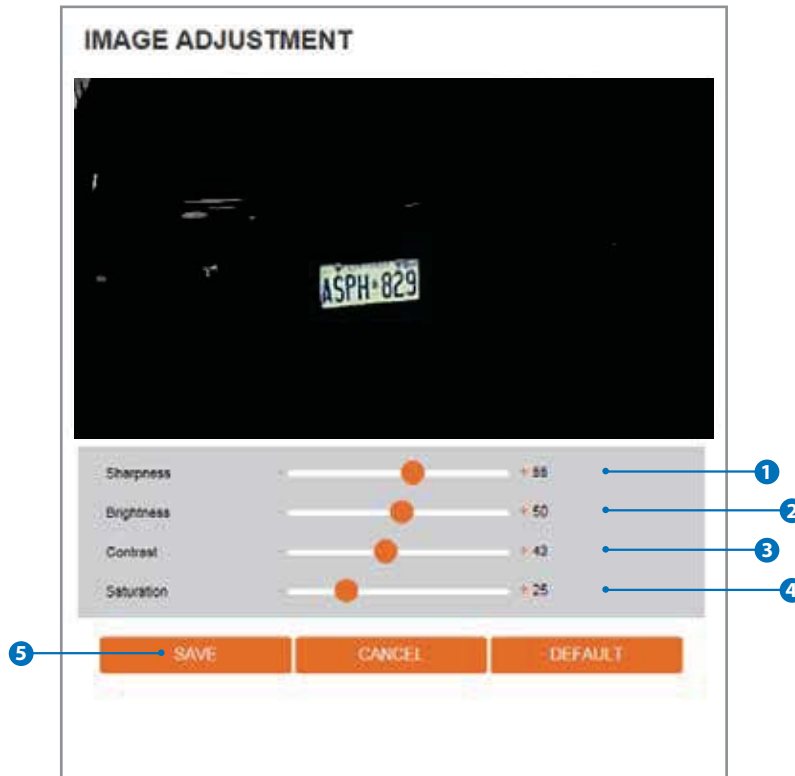 IMAGE ADJUSTMENT
ASPH 829
Sharpness - + 55 1
Brightness - + 50 2
Contrast - + 43 3
Saturation - + 25 4
5 SAVE CANCEL DEFAULT